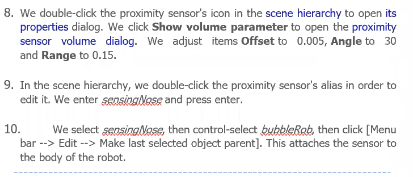 8. We double-click the proximity sensor's icon in the scene hierarchy to open its
properties dialog. We click Show volume parameter to open the proximity
sensor volume dialog. We adjust items Offset to 0.005, Angle to 30
and Range to 0.15.
9. In the scene hierarchy, we double-click the proximity sensor's alias in order to
edit it. We enter sensingNose and press enter.
10. We select sensingNose, then control-select bubbleRob, then click [Menu
bar --> Edit --> Make last selected object parent]. This attaches the sensor to
the body of the robot.